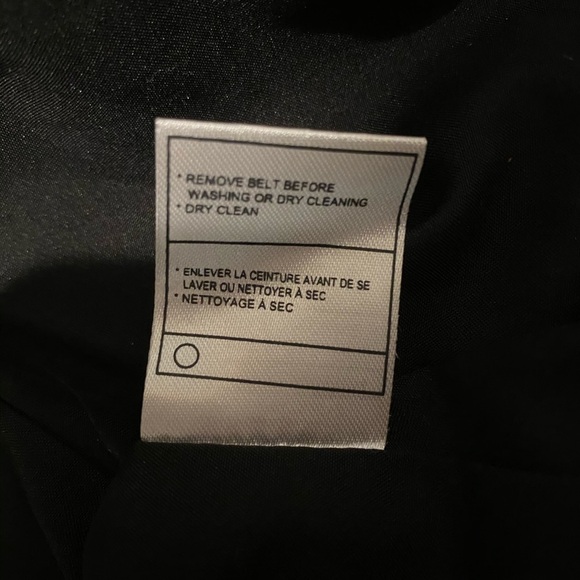 * REMOVE BELT BEFORE
WASHING OR DRY CLEANING
* DRY CLEAN
* ENLEVER LA CEINTURE AVANT DE SE
LAVER OU NETTOYER À SEC
* NETTOYAGE À SEC